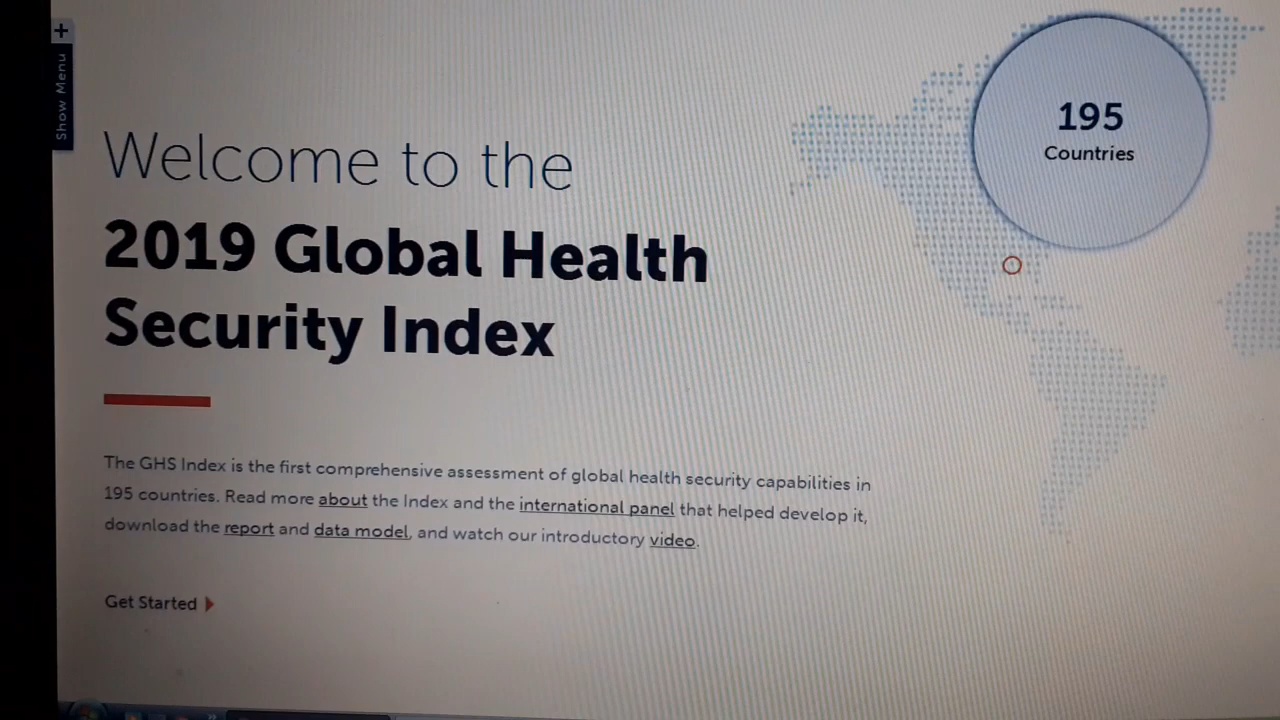 +
Show Menu
195
Countries
Welcome to the
2019 Global Health
Security Index
The GHS Index is the first comprehensive assessment of global health security capabilities in
195 countries. Read more about the Index and the international panel that helped develop it,
download the report and data model, and watch our introductory video.
Get Started